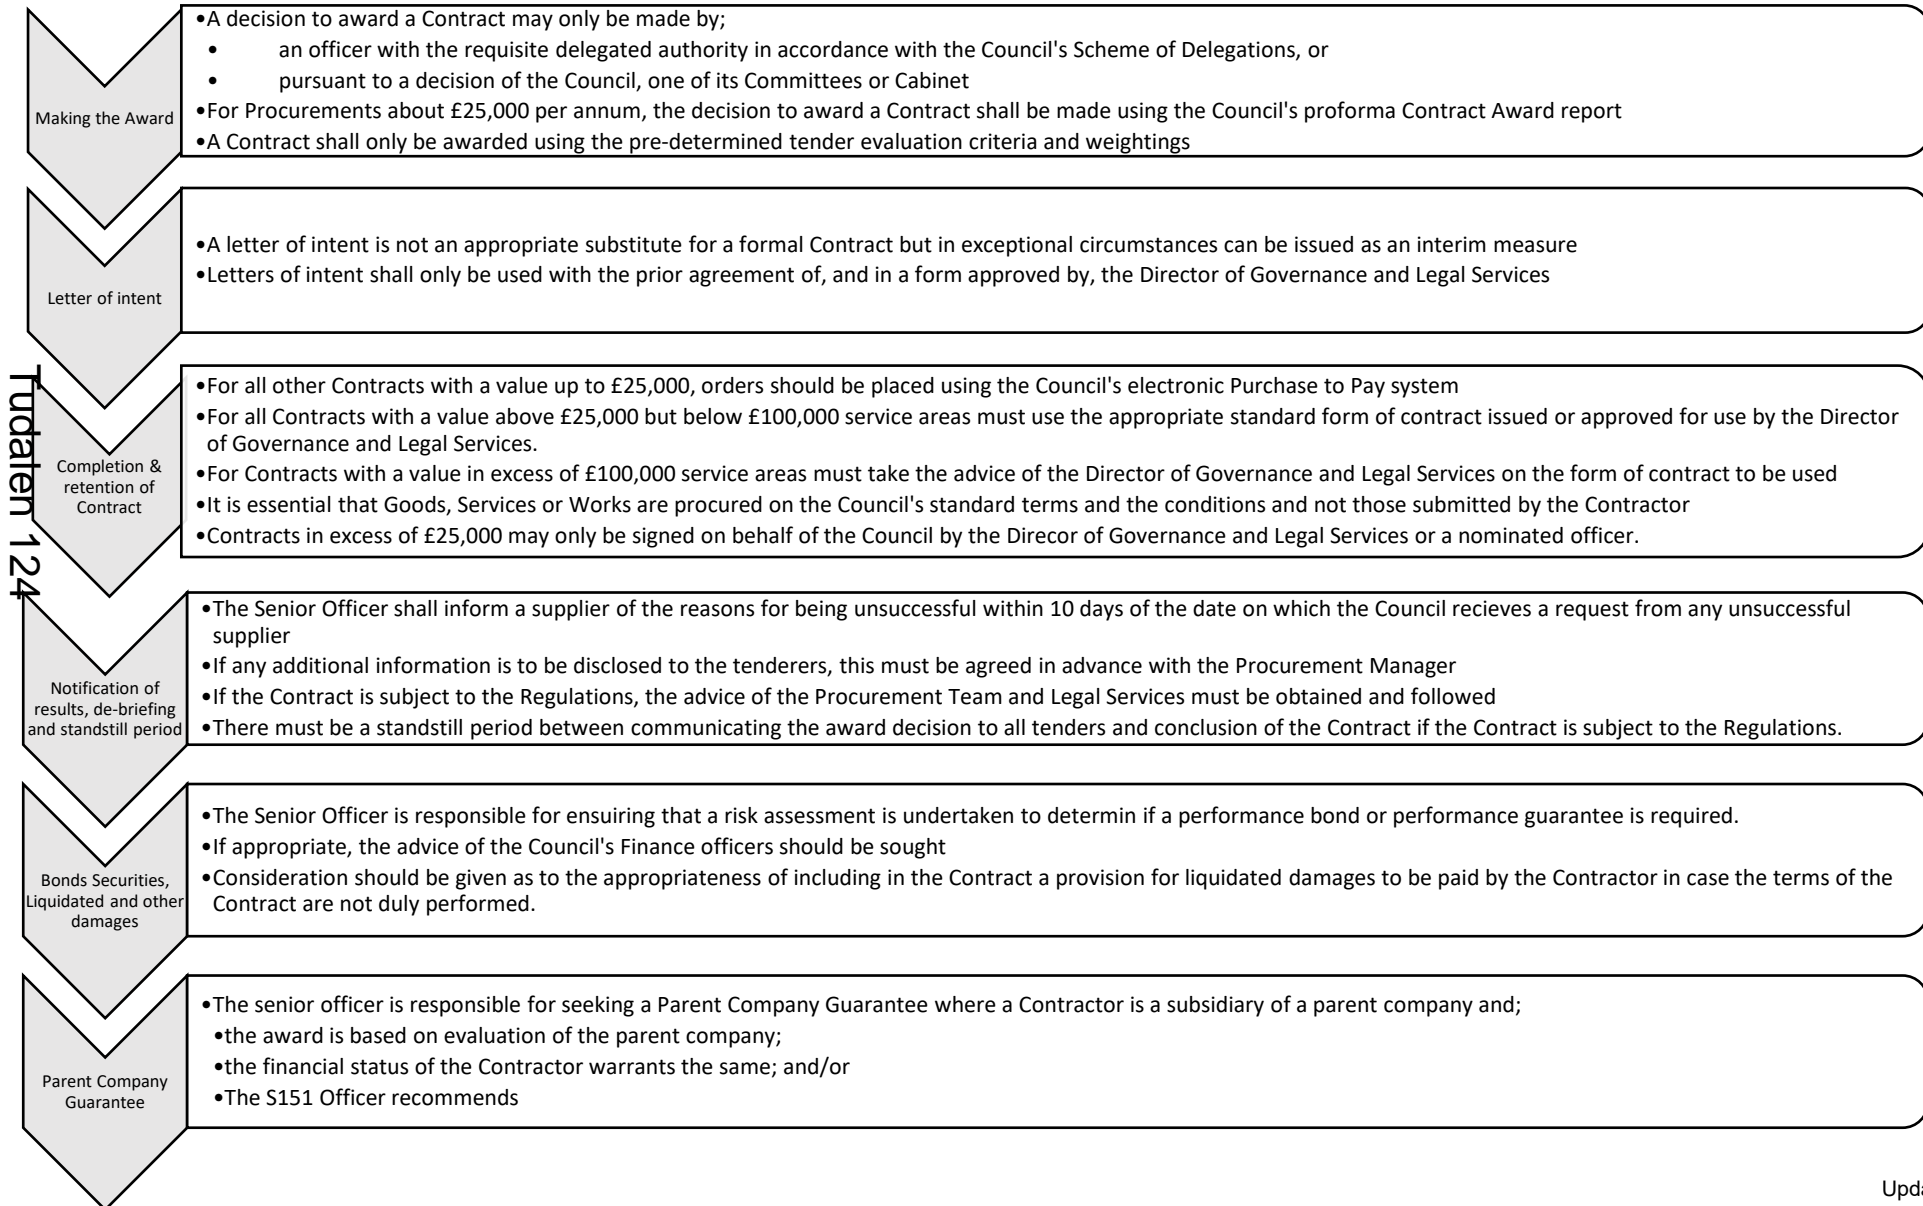 Making the Award
•A decision to award a Contract may only be made by;
• an officer with the requisite delegated authority in accordance with the Council's Scheme of Delegations, or
• pursuant to a decision of the Council, one of its Committees or Cabinet
•For Procurements about £25,000 per annum, the decision to award a Contract shall be made using the Council's proforma Contract Award report
•A Contract shall only be awarded using the pre-determined tender evaluation criteria and weightings
Letter of intent
•A letter of intent is not an appropriate substitute for a formal Contract but in exceptional circumstances can be issued as an interim measure
•Letters of intent shall only be used with the prior agreement of, and in a form approved by, the Director of Governance and Legal Services
Tudalen 124
Completion &
retention of
Contract
•For all other Contracts with a value up to £25,000, orders should be placed using the Council's electronic Purchase to Pay system
•For all Contracts with a value above £25,000 but below £100,000 service areas must use the appropriate standard form of contract issued or approved for use by the Director
of Governance and Legal Services.
•For Contracts with a value in excess of £100,000 service areas must take the advice of the Director of Governance and Legal Services on the form of contract to be used
•It is essential that Goods, Services or Works are procured on the Council's standard terms and the conditions and not those submitted by the Contractor
•Contracts in excess of £25,000 may only be signed on behalf of the Council by the Direcor of Governance and Legal Services or a nominated officer.
Notification of
results, de-briefing
and standstill period
•The Senior Officer shall inform a supplier of the reasons for being unsuccessful within 10 days of the date on which the Council recieves a request from any unsuccessful
supplier
•If any additional information is to be disclosed to the tenderers, this must be agreed in advance with the Procurement Manager
•If the Contract is subject to the Regulations, the advice of the Procurement Team and Legal Services must be obtained and followed
•There must be a standstill period between communicating the award decision to all tenders and conclusion of the Contract if the Contract is subject to the Regulations.
Bonds Securities,
Liquidated and other
damages
•The Senior Officer is responsible for ensuiring that a risk assessment is undertaken to determin if a performance bond or performance guarantee is required.
•If appropriate, the advice of the Council's Finance officers should be sought
•Consideration should be given as to the appropriateness of including in the Contract a provision for liquidated damages to be paid by the Contractor in case the terms of the
Contract are not duly performed.
Parent Company
Guarantee
•The senior officer is responsible for seeking a Parent Company Guarantee where a Contractor is a subsidiary of a parent company and;
•the award is based on evaluation of the parent company;
•the financial status of the Contractor warrants the same; and/or
•The S151 Officer recommends